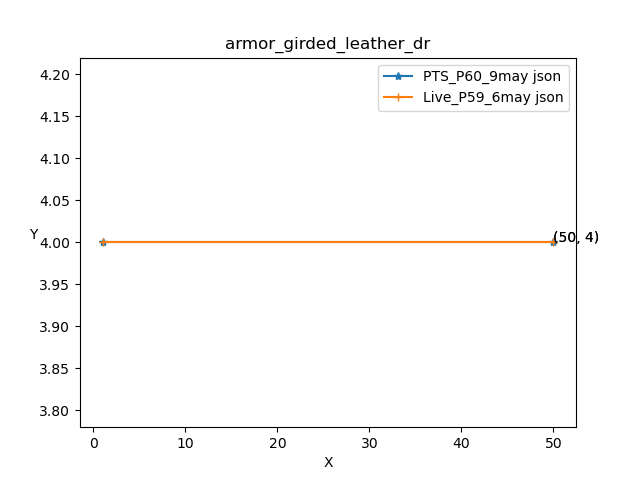 armor_girded_leather_dr
PTS_P60_9may json
Live_P59_6may json
4.20
4.15
4.10
4.05
Y
4.00
(50, 4)
3.95
3.90
3.85
3.80
0 10 20 30 40 50
X